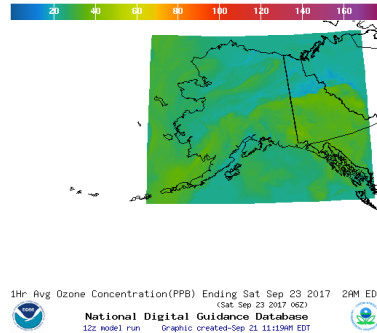 20 40 60 80 100 120 140 160
1Hr Avg Ozone Concentration(PPB) Ending Sat Sep 23 2017 2AM ED
(Sat Sep 23 2017 06Z)
National Digital Guidance Database
12z model run Graphic created-Sep 21 11:19AM EDT